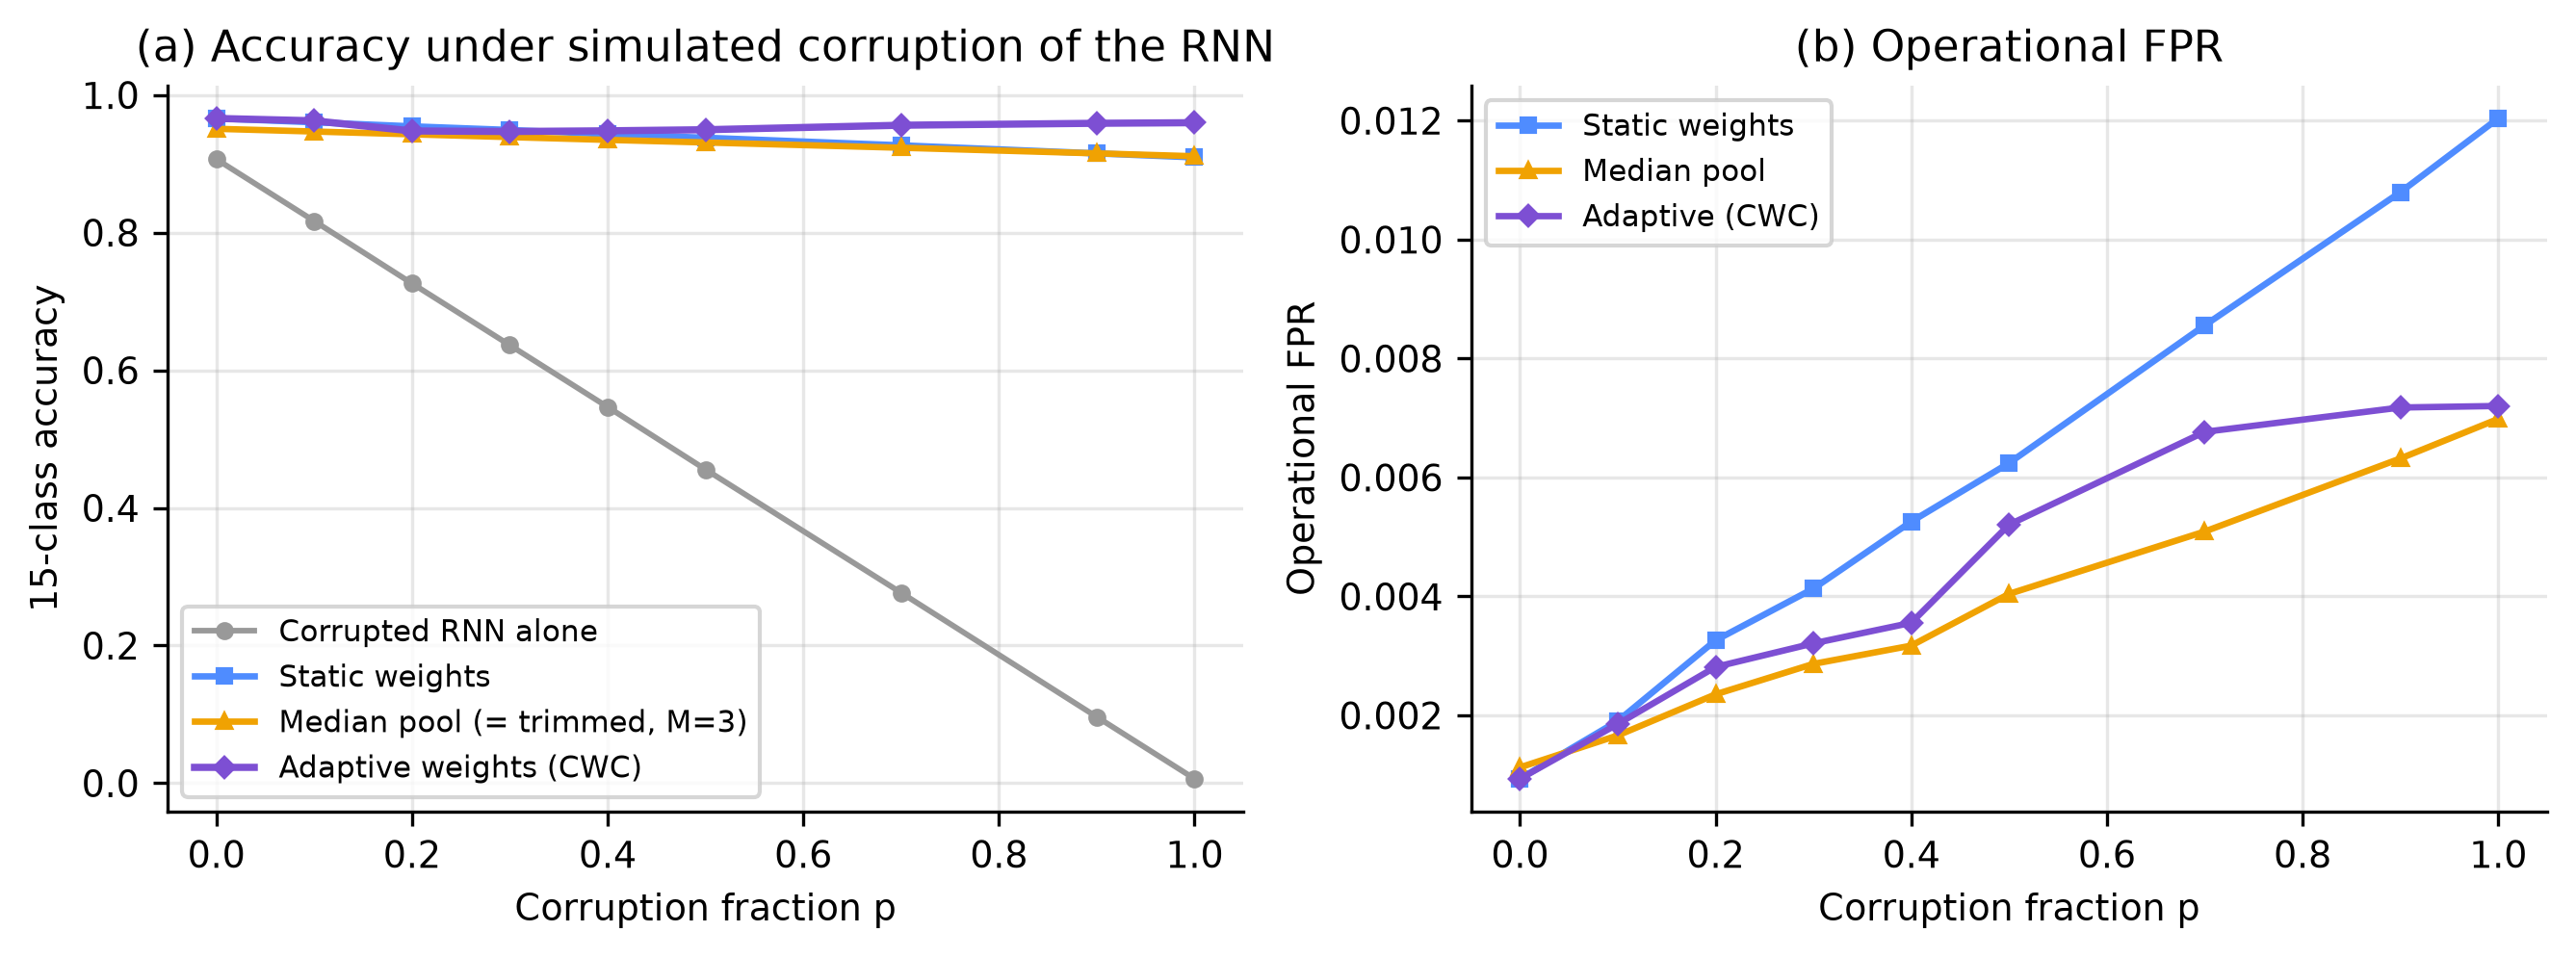 (a) Accuracy under simulated corruption of the RNN
1.0
0.8
0.6
0.4
0.2
0.0
15-class accuracy
Corrupted RNN alone
Static weights
Median pool (= trimmed, M=3)
Adaptive weights (CWC)
0.0 0.2 0.4 0.6 0.8 1.0
Corruption fraction p
(b) Operational FPR
0.012
0.010
0.008
0.006
0.004
0.002
Operational FPR
Static weights
Median pool
Adaptive (CWC)
0.0 0.2 0.4 0.6 0.8 1.0
Corruption fraction p